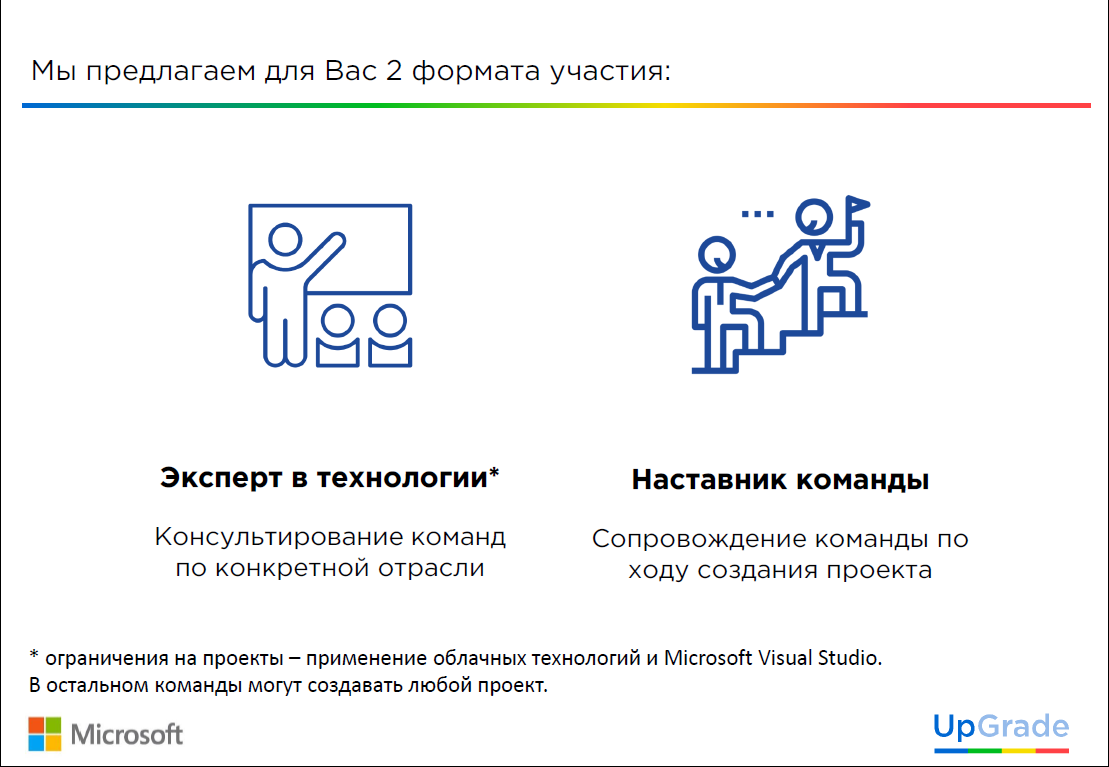 Мы предлагаем для Вас 2 формата участия:
Эксперт в технологии*
Консультирование команд
по конкретной отрасли
Наставник команды
Сопровождение команды по
ходу создания проекта
* ограничения на проекты – применение облачных технологий и Microsoft Visual Studio.
В остальном команды могут создавать любой проект.
Microsoft
UpGrade